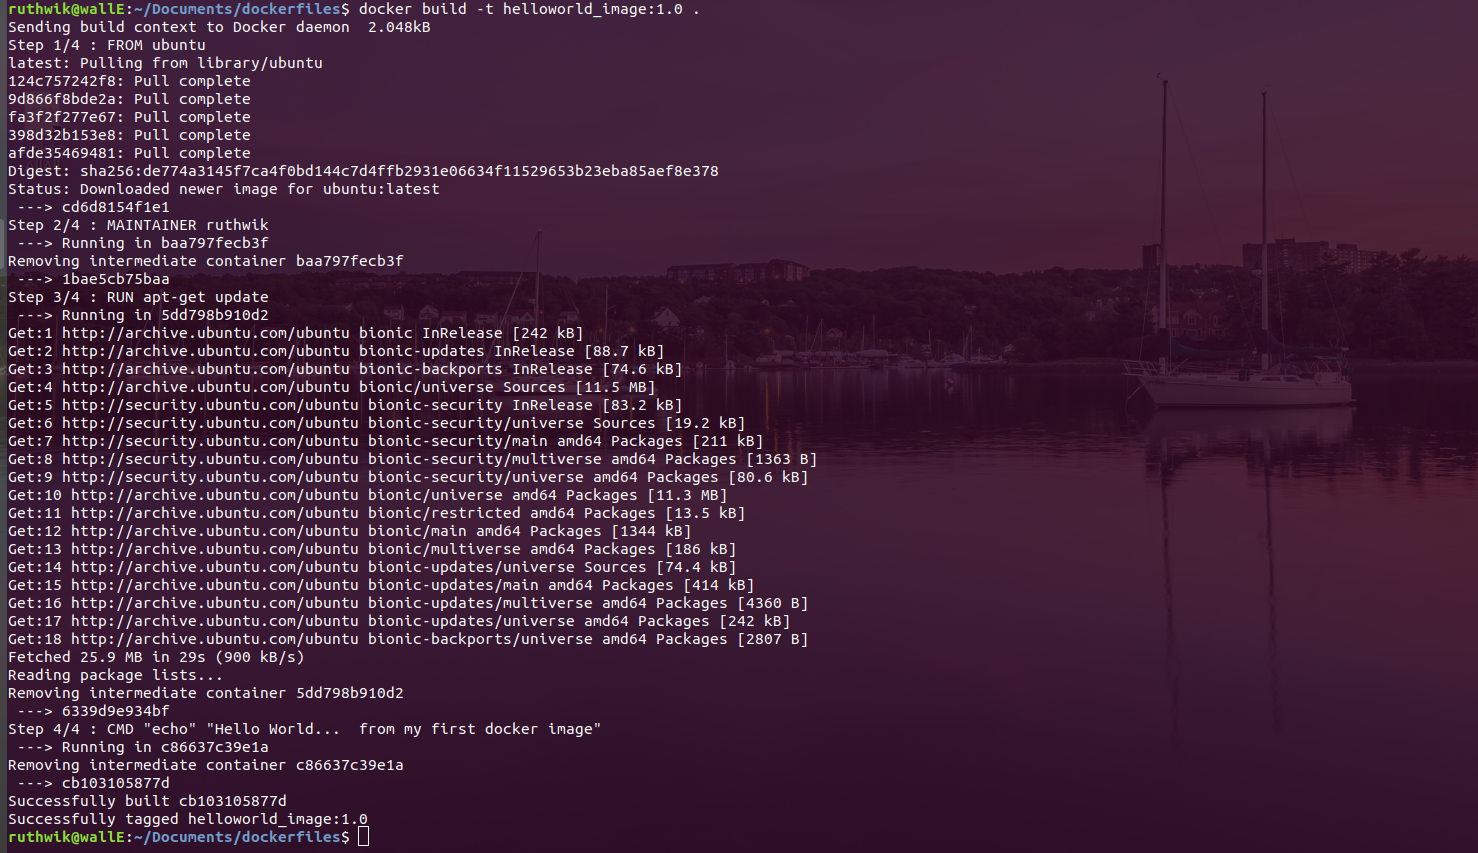 ruthwik@wallE:~/Documents/dockerfiles$ docker build -t helloworld_image:1.0 .
Sending build context to Docker daemon  2.048kB
Step 1/4 : FROM ubuntu
latest: Pulling from library/ubuntu
124c757242f8: Pull complete
9d866f8bde2a: Pull complete
fa3f2f277e67: Pull complete
398d32b153e8: Pull complete
afde35469481: Pull complete
Digest: sha256:de774a3145f7ca4f0bd144c7d4ffb2931e06634f11529653b23eba85aef8e378
Status: Downloaded newer image for ubuntu:latest
 ---> cd6d8154f1e1
Step 2/4 : MAINTAINER ruthwik
 ---> Running in baa797fecb3f
Removing intermediate container baa797fecb3f
 ---> 1bae5cb75baa
Step 3/4 : RUN apt-get update
 ---> Running in 5dd798b910d2
Get:1 http://archive.ubuntu.com/ubuntu bionic InRelease [242 kB]
Get:2 http://archive.ubuntu.com/ubuntu bionic-updates InRelease [88.7 kB]
Get:3 http://archive.ubuntu.com/ubuntu bionic-backports InRelease [74.6 kB]
Get:4 http://archive.ubuntu.com/ubuntu bionic/universe Sources [11.5 MB]
Get:5 http://security.ubuntu.com/ubuntu bionic-security InRelease [83.2 kB]
Get:6 http://security.ubuntu.com/ubuntu bionic-security/universe Sources [19.2 kB]
Get:7 http://security.ubuntu.com/ubuntu bionic-security/main amd64 Packages [211 kB]
Get:8 http://security.ubuntu.com/ubuntu bionic-security/multiverse amd64 Packages [1363 B]
Get:9 http://security.ubuntu.com/ubuntu bionic-security/universe amd64 Packages [80.6 kB]
Get:10 http://archive.ubuntu.com/ubuntu bionic/universe amd64 Packages [11.3 MB]
Get:11 http://archive.ubuntu.com/ubuntu bionic/restricted amd64 Packages [13.5 kB]
Get:12 http://archive.ubuntu.com/ubuntu bionic/main amd64 Packages [1344 kB]
Get:13 http://archive.ubuntu.com/ubuntu bionic/multiverse amd64 Packages [186 kB]
Get:14 http://archive.ubuntu.com/ubuntu bionic-updates/universe Sources [74.4 kB]
Get:15 http://archive.ubuntu.com/ubuntu bionic-updates/main amd64 Packages [414 kB]
Get:16 http://archive.ubuntu.com/ubuntu bionic-updates/multiverse amd64 Packages [4360 B]
Get:17 http://archive.ubuntu.com/ubuntu bionic-updates/universe amd64 Packages [242 kB]
Get:18 http://archive.ubuntu.com/ubuntu bionic-backports/universe amd64 Packages [2807 B]
Fetched 25.9 MB in 29s (900 kB/s)
Reading package lists...
Removing intermediate container 5dd798b910d2
 ---> 6339d9e934bf
Step 4/4 : CMD "echo" "Hello World...  from my first docker image"
 ---> Running in c86637c39e1a
Removing intermediate container c86637c39e1a
 ---> cb103105877d
Successfully built cb103105877d
Successfully tagged helloworld_image:1.0
ruthwik@wallE:~/Documents/dockerfiles$